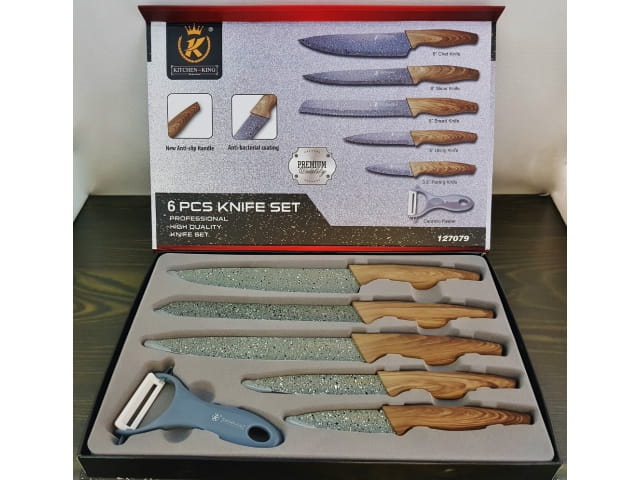 K
KITCHEN-KING
New Anti-slip Handle
Anti-bacterial coating
PREMIUM
8" Chef Knife
8" Slicer Knife
8" Bread Knife
5" Utility Knife
3.5" Paring Knife
Ceramic Peeler
6 PCS KNIFE SET
PROFESSIONAL
HIGH QUALITY
KNIFE SET.
127079